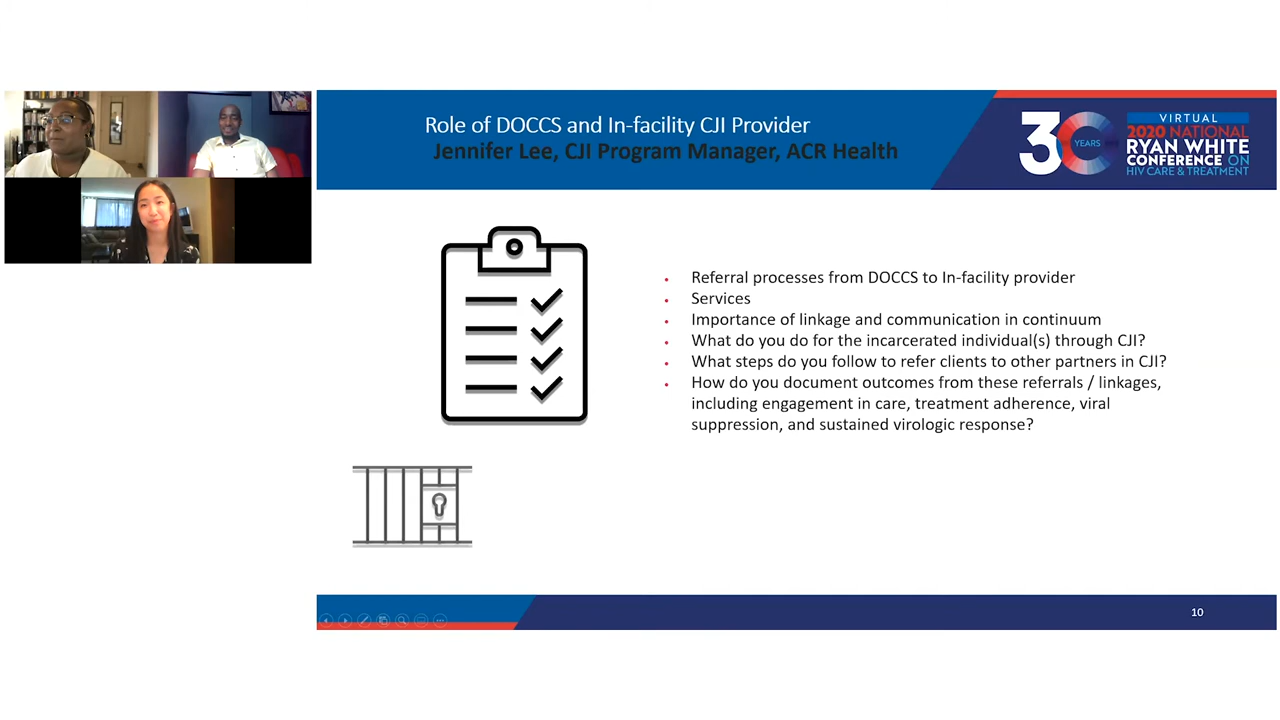 Role of DOCCS and In-facility CJI Provider
Jennifer Lee, CJI Program Manager, ACR Health
30
YEARS
VIRTUAL
2020 NATIONAL
RYAN WHITE
CONFERENCE ON
HIV CARE & TREATMENT
• Referral processes from DOCCS to In-facility provider
• Services
• Importance of linkage and communication in continuum
• What do you do for the incarcerated individual(s) through CJI?
• What steps do you follow to refer clients to other partners in CJI?
• How do you document outcomes from these referrals / linkages,
including engagement in care, treatment adherence, viral
suppression, and sustained virologic response?
10